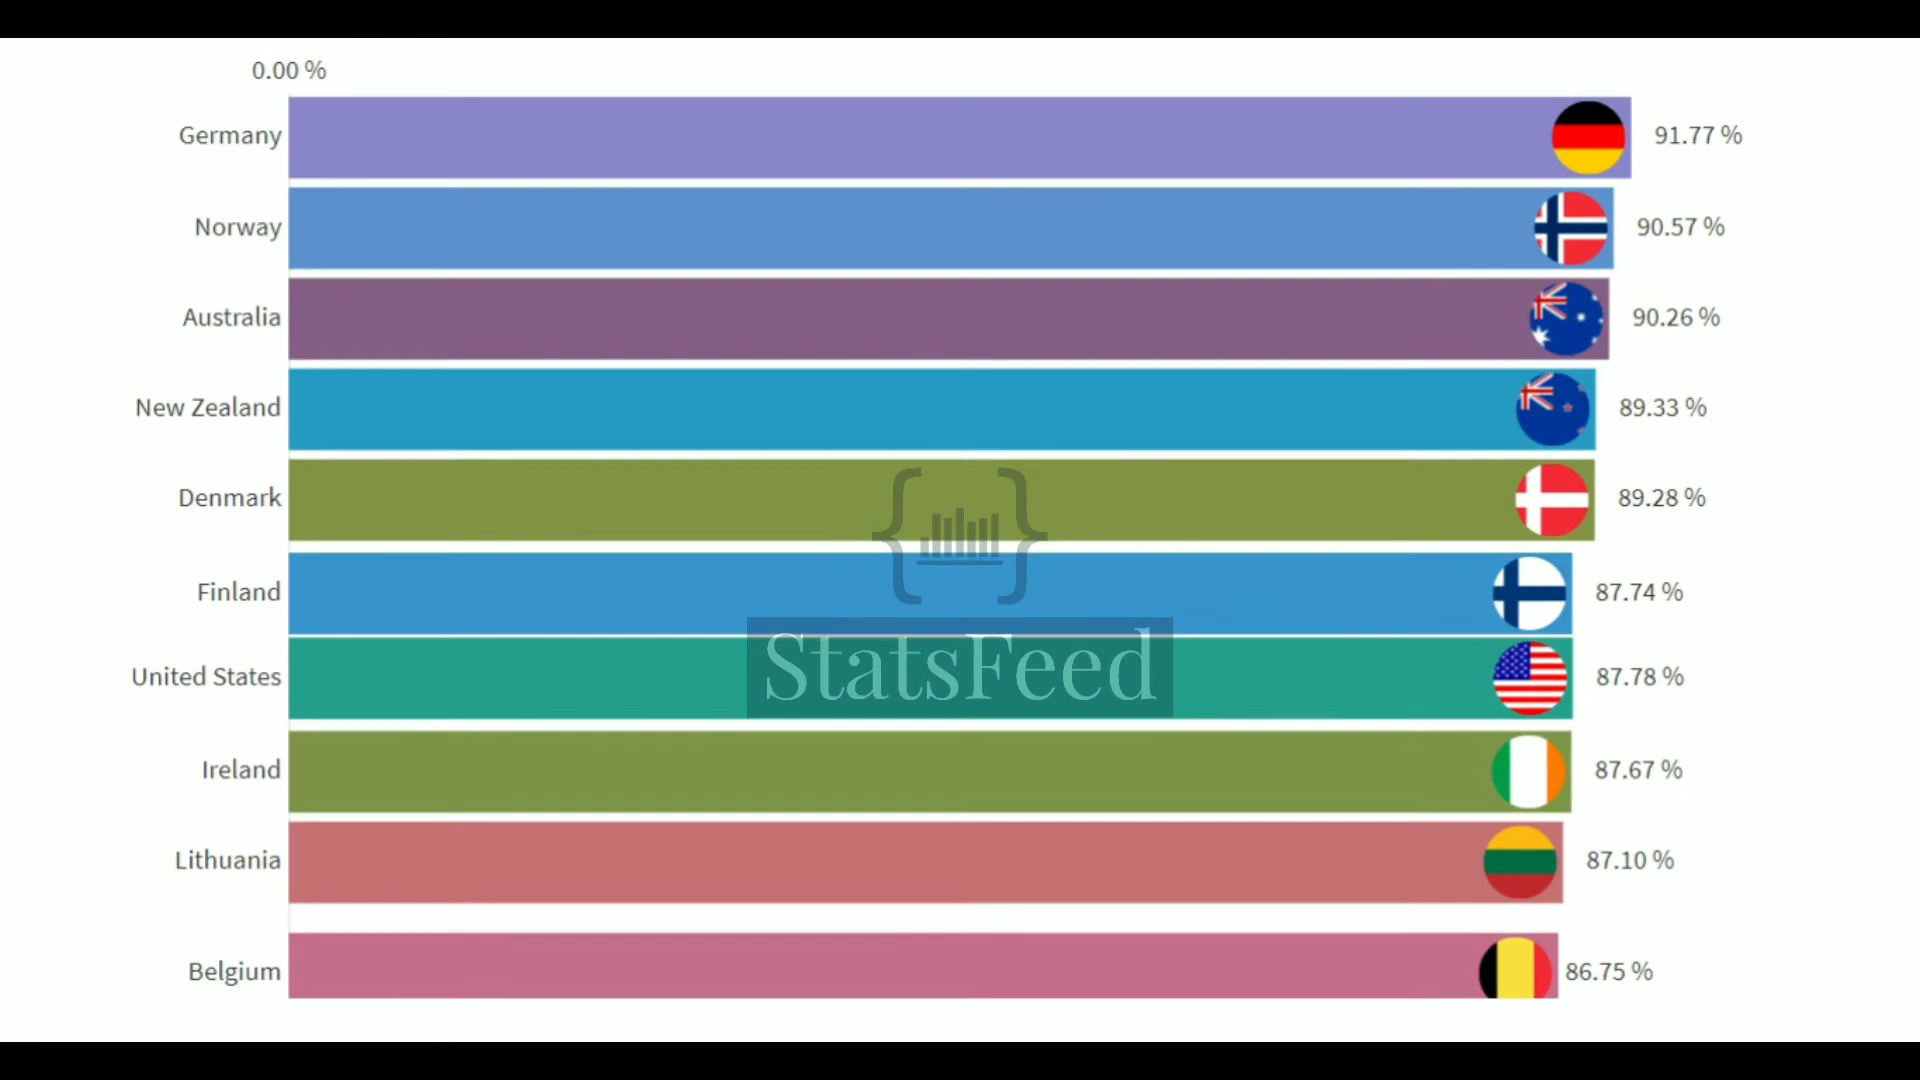 0.00 %
Germany 91.77 %
Norway 90.57 %
Australia 90.26 %
New Zealand 89.33 %
Denmark 89.28 %
Finland 87.74 %
StatsFeed
United States 87.78 %
Ireland 87.67 %
Lithuania 87.10 %
Belgium 86.75 %